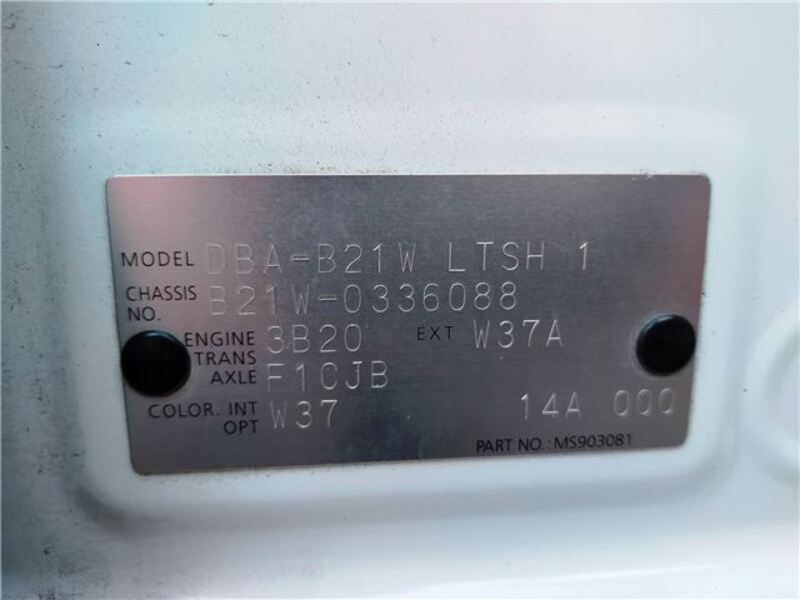 MODEL DBA-B21W LTSH 1
CHASSIS NO. B21W-0336088
ENGINE 3B20 EXT W37A
TRANS AXLE F1CJB
COLOR. INT OPT W37 14A 000
PART NO.: MS903081